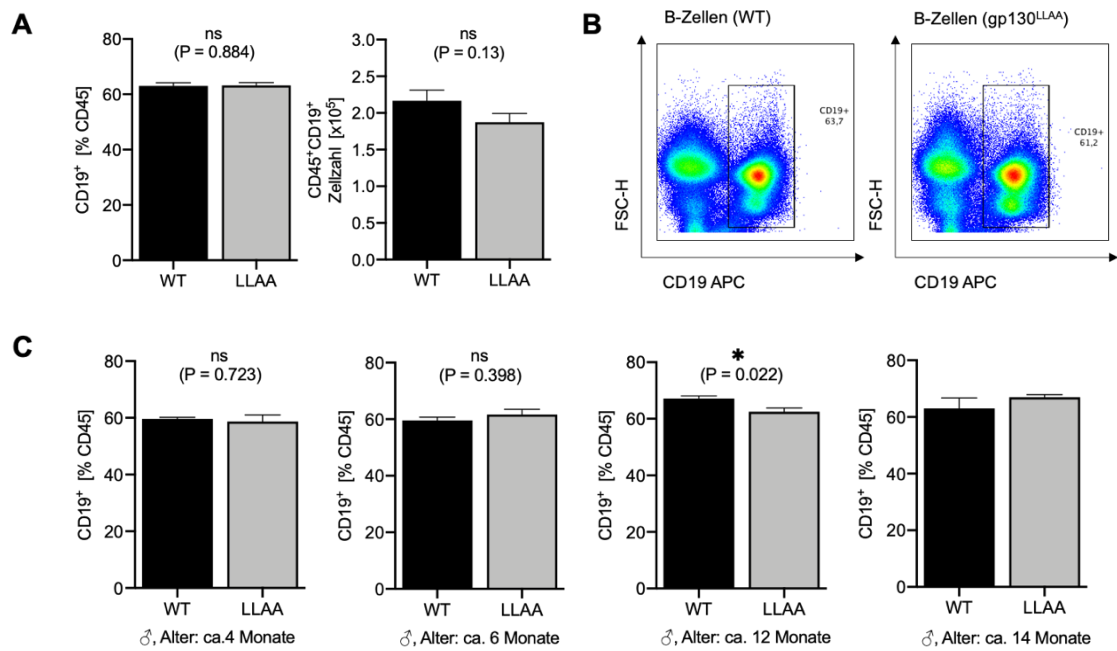 A
ns
(P = 0.884)
CD19⁺ [% CD45]
80
60
40
20
0
WT
LLAA
ns
(P = 0.13)
CD45⁺CD19⁺
Zellzahl [x10⁵]
3.0
2.5
2.0
1.5
1.0
0.5
0
WT
LLAA
B
B-Zellen (WT)
CD19+
63,7
FSC-H
CD19 APC
B-Zellen (gp130ᴸᴸᴬᴬ)
CD19+
61,2
FSC-H
CD19 APC
C
ns
(P = 0.723)
CD19⁺ [% CD45]
80
60
40
20
0
WT
LLAA
♂, Alter: ca.4 Monate
ns
(P = 0.398)
CD19⁺ [% CD45]
80
60
40
20
0
WT
LLAA
♂, Alter: ca. 6 Monate
*
(P = 0.022)
CD19⁺ [% CD45]
80
60
40
20
0
WT
LLAA
♂, Alter: ca. 12 Monate
CD19⁺ [% CD45]
80
60
40
20
0
WT
LLAA
♂, Alter: ca. 14 Monate